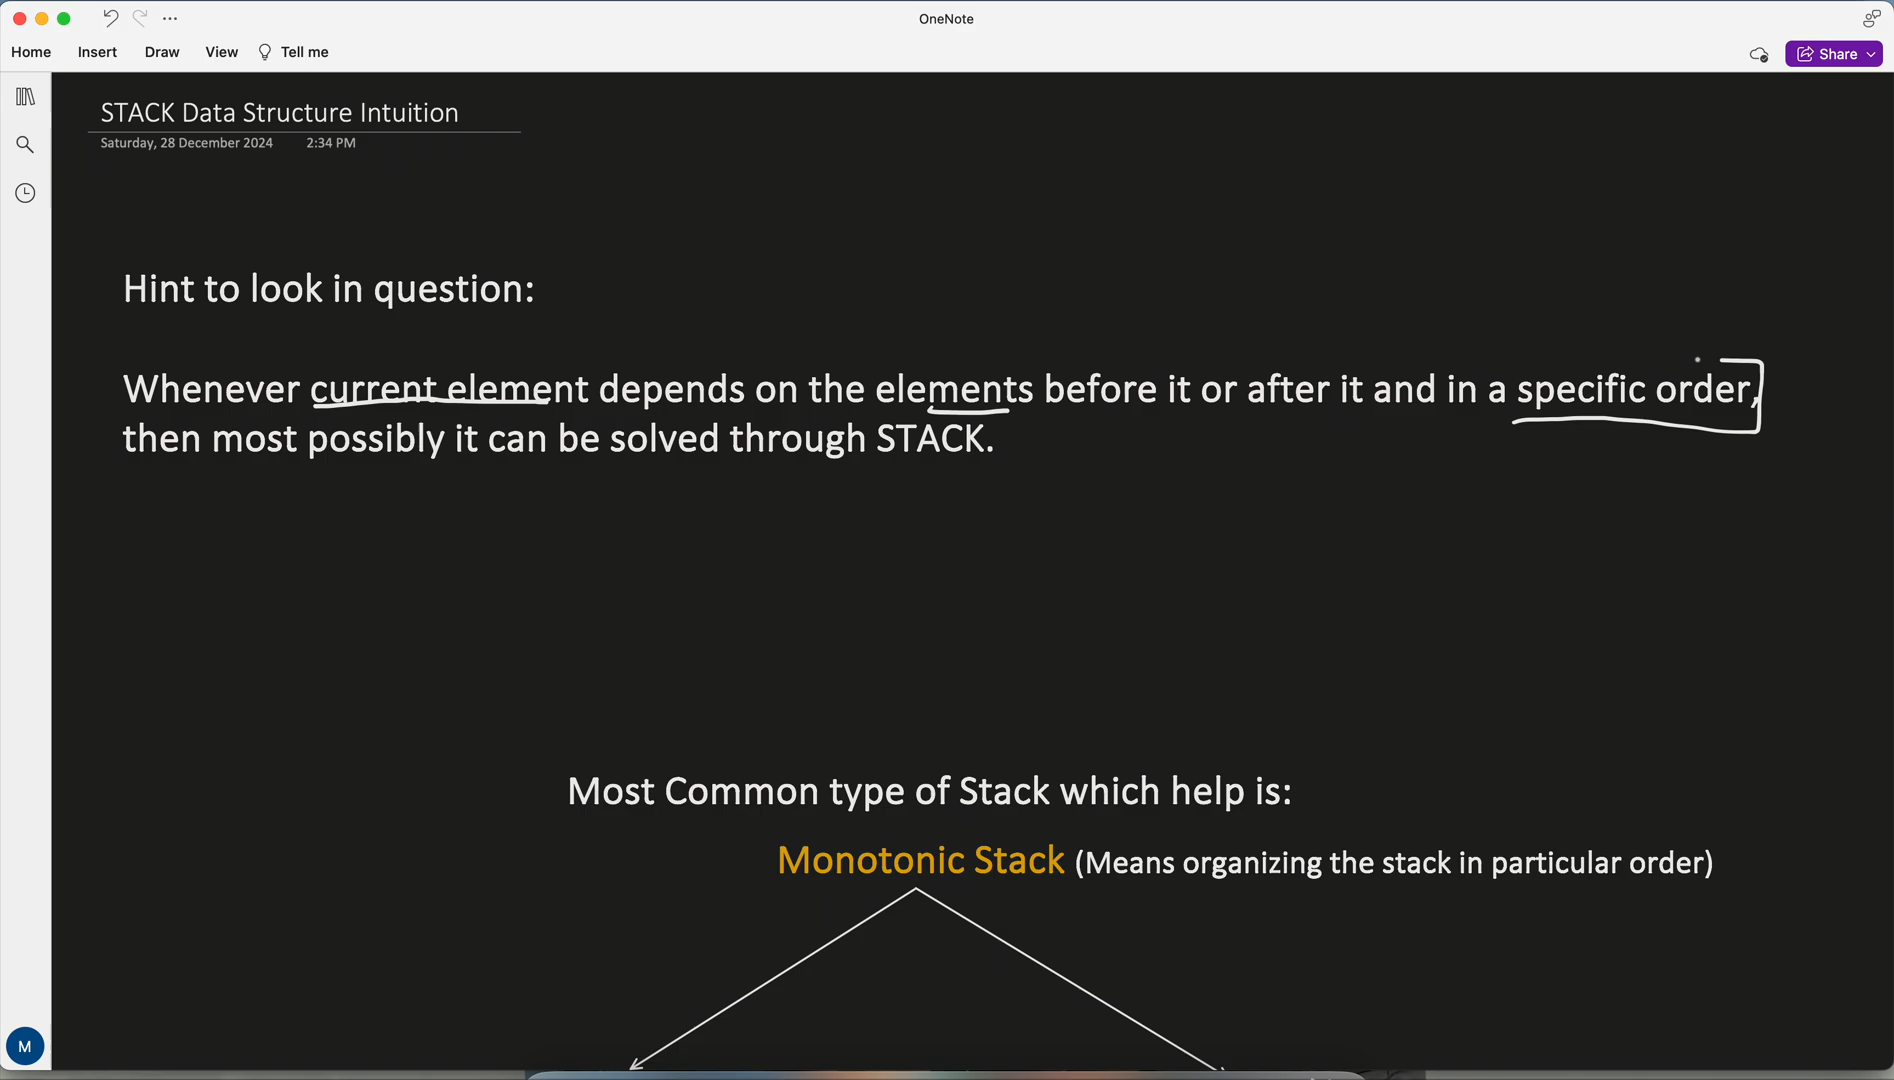 OneNote
Home Insert Draw View Tell me Share
STACK Data Structure Intuition
Saturday, 28 December 2024 2:34 PM
Hint to look in question:
Whenever current element depends on the elements before it or after it and in a specific order,
then most possibly it can be solved through STACK.
Most Common type of Stack which help is:
Monotonic Stack (Means organizing the stack in particular order)
M